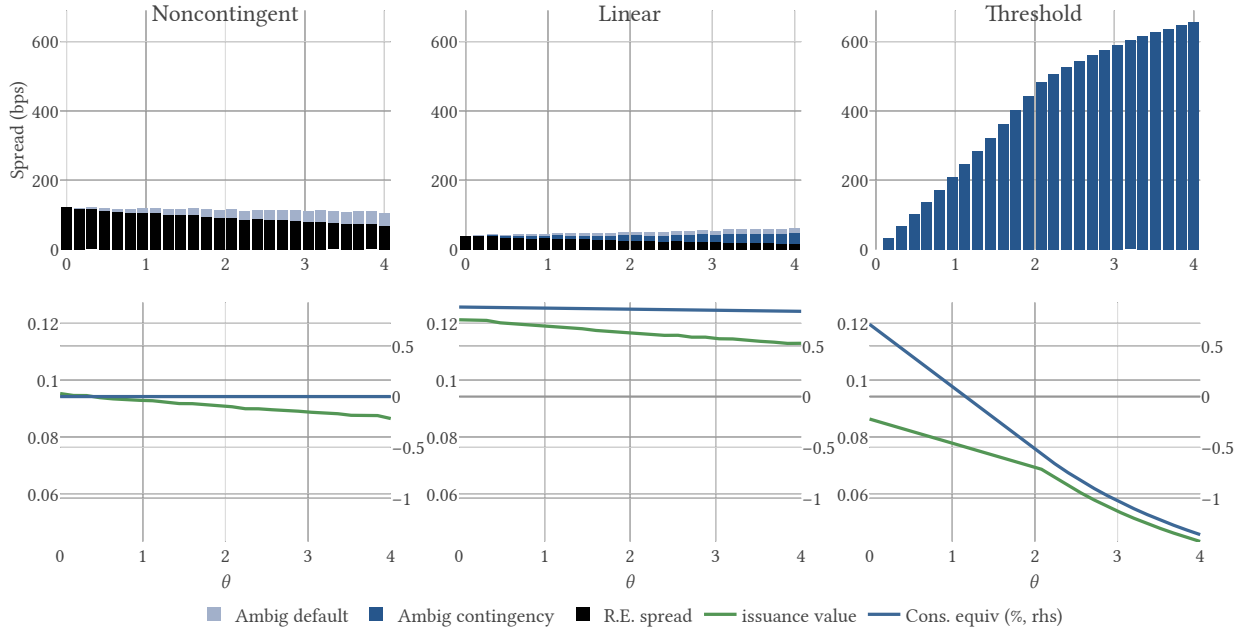 Noncontingent Linear Threshold
600 600 600
400 400 400
200 200 200
0 0 0
Spread (bps)
0 1 2 3 4 0 1 2 3 4 0 1 2 3 4
0.12 0.5 0.12 0.5 0.12 0.5
0.1 0 0.1 0 0.1 0
0.08 −0.5 0.08 −0.5 0.08 −0.5
0.06 −1 0.06 −1 0.06 −1
0 1 2 3 4 0 1 2 3 4 0 1 2 3 4
θ θ θ
Ambig default Ambig contingency R.E. spread issuance value Cons. equiv (%, rhs)